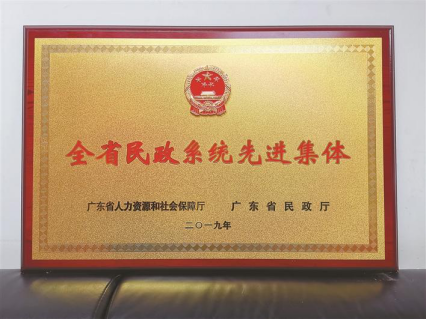 全省民政系统先进集体
广东省人力资源和社会保障厅 广东省民政厅
二〇一九年